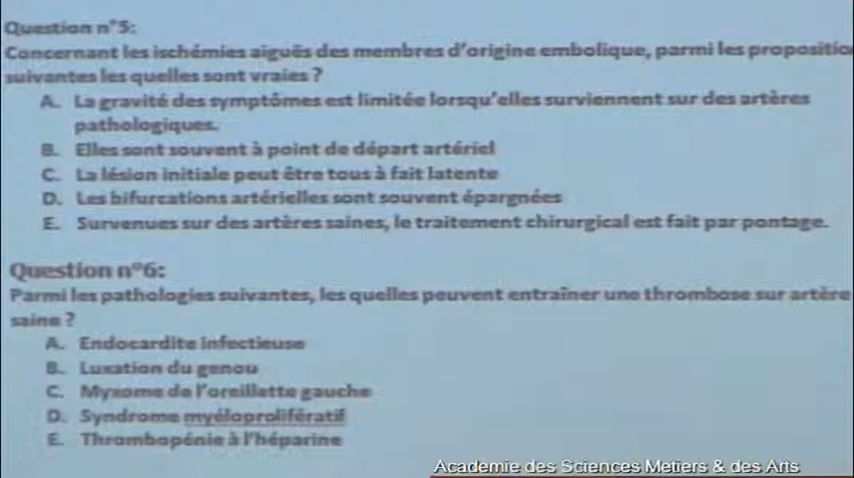 Question n°5:
Concernant les ischémies aiguës des membres d'origine embolique, parmi les propositio
suivantes les quelles sont vraies ?
A. La gravité des symptômes est limitée lorsqu'elles surviennent sur des artères
pathologiques.
B. Elles sont souvent à point de départ artériel
C. La lésion initiale peut être tous à fait latente
D. Les bifurcations artérielles sont souvent épargnées
E. Survenues sur des artères saines, le traitement chirurgical est fait par pontage.
Question n°6:
Parmi les pathologies suivantes, les quelles peuvent entraîner une thrombose sur artère
saine ?
A. Endocardite infectieuse
B. Luxation du genou
C. Myxome de l'oreillette gauche
D. Syndrome myéloprolifératif
E. Thrombopénie à l'héparine
Academie des Sciences Metiers & des Arts